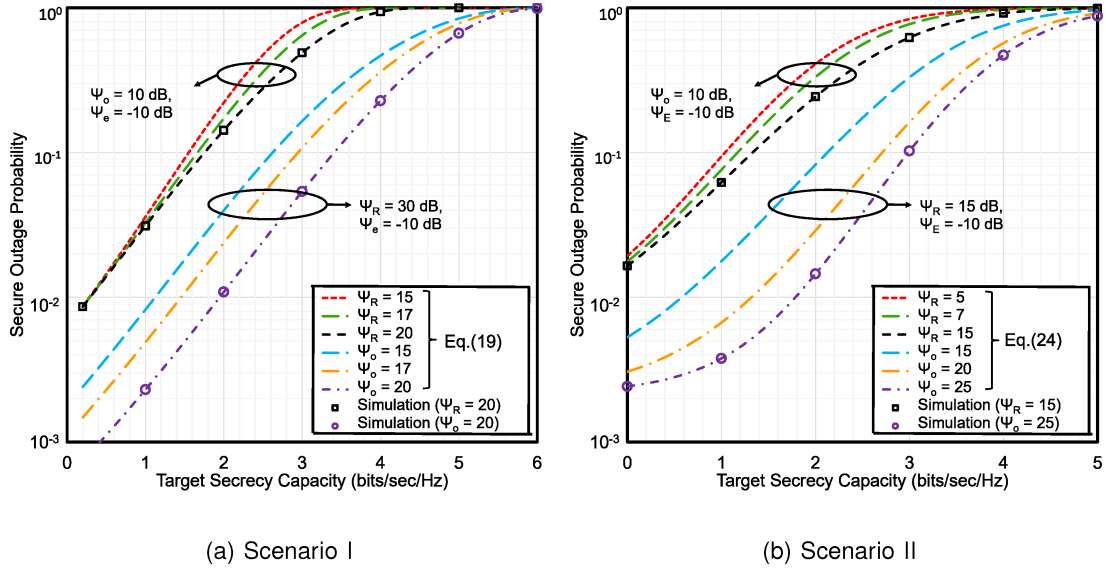 10⁰
10⁻¹
10⁻²
10⁻³
Secure Outage Probability
Ψo = 10 dB,
Ψe = -10 dB
ΨR = 30 dB,
Ψe = -10 dB
ΨR = 15
ΨR = 17
ΨR = 20
Ψo = 15
Ψo = 17
Ψo = 20
Eq.(19)
Simulation (ΨR = 20)
Simulation (Ψo = 20)
0 1 2 3 4 5 6
Target Secrecy Capacity (bits/sec/Hz)
(a) Scenario I
10⁰
10⁻¹
10⁻²
10⁻³
Secure Outage Probability
Ψo = 10 dB,
ΨE = -10 dB
ΨR = 15 dB,
ΨE = -10 dB
ΨR = 5
ΨR = 7
ΨR = 15
Ψo = 15
Ψo = 20
Ψo = 25
Eq.(24)
Simulation (ΨR = 15)
Simulation (Ψo = 25)
0 1 2 3 4 5
Target Secrecy Capacity (bits/sec/Hz)
(b) Scenario II